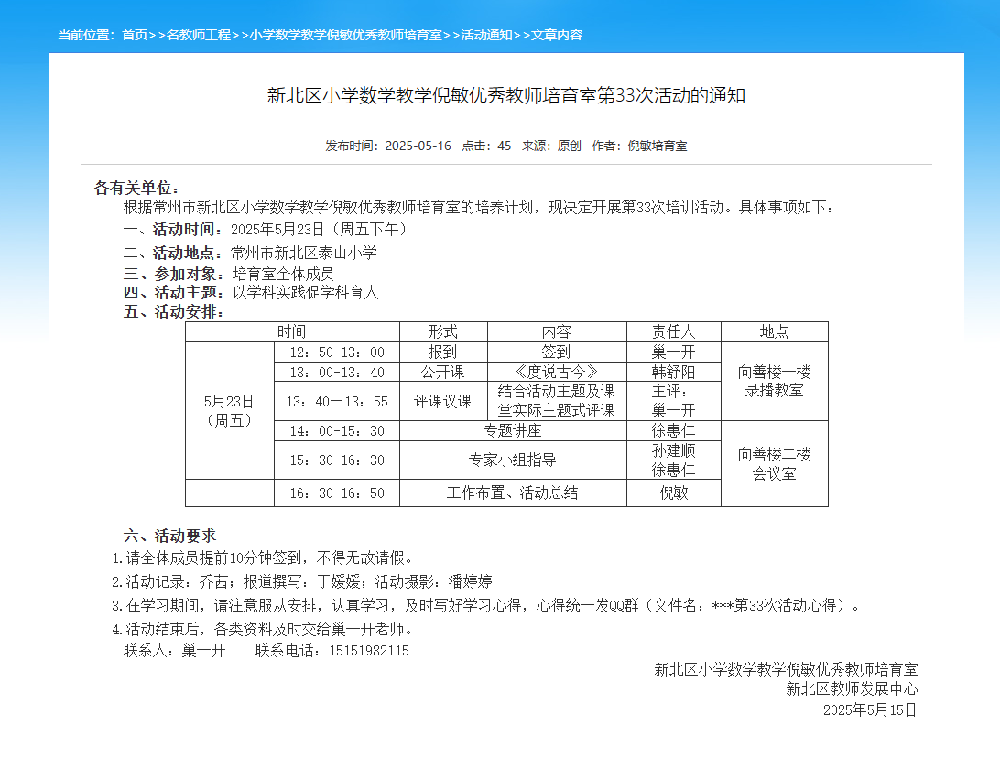 当前位置：首页>>名教师工程>>小学数学教学倪敏优秀教师培育室>>活动通知>>文章内容
新北区小学数学教学倪敏优秀教师培育室第33次活动的通知
发布时间：2025-05-16 点击：45 来源：原创 作者：倪敏培育室
各有关单位：
根据常州市新北区小学数学教学倪敏优秀教师培育室的培养计划，现决定开展第33次培训活动。具体事项如下：
一、活动时间：2025年5月23日（周五下午）
二、活动地点：常州市新北区泰山小学
三、参加对象：培育室全体成员
四、活动主题：以学科实践促学科育人
五、活动安排：
时间 形式 内容 责任人 地点
5月23日
（周五）
12：50-13：00 报到 签到 巢一开
13：00-13：40 公开课 《度说古今》 韩舒阳
向善楼一楼
录播教室
13：40一13：55 评课议课
结合活动主题及课
堂实际主题式评课
主评：
巢一开
14：00-15：30 专题讲座 徐惠仁
15：30-16：30 专家小组指导
孙建顺
徐惠仁
向善楼二楼
会议室
16：30-16：50 工作布置、活动总结 倪敏
六、活动要求
1.请全体成员提前10分钟签到，不得无故请假。
2.活动记录：乔茜；报道撰写：丁媛媛；活动摄影：潘婷婷
3.在学习期间，请注意服从安排，认真学习，及时写好学习心得，心得统一发QQ群（文件名：***第33次活动心得）。
4.活动结束后，各类资料及时交给巢一开老师。
联系人：巢一开 联系电话：15151982115
新北区小学数学教学倪敏优秀教师培育室
新北区教师发展中心
2025年5月15日